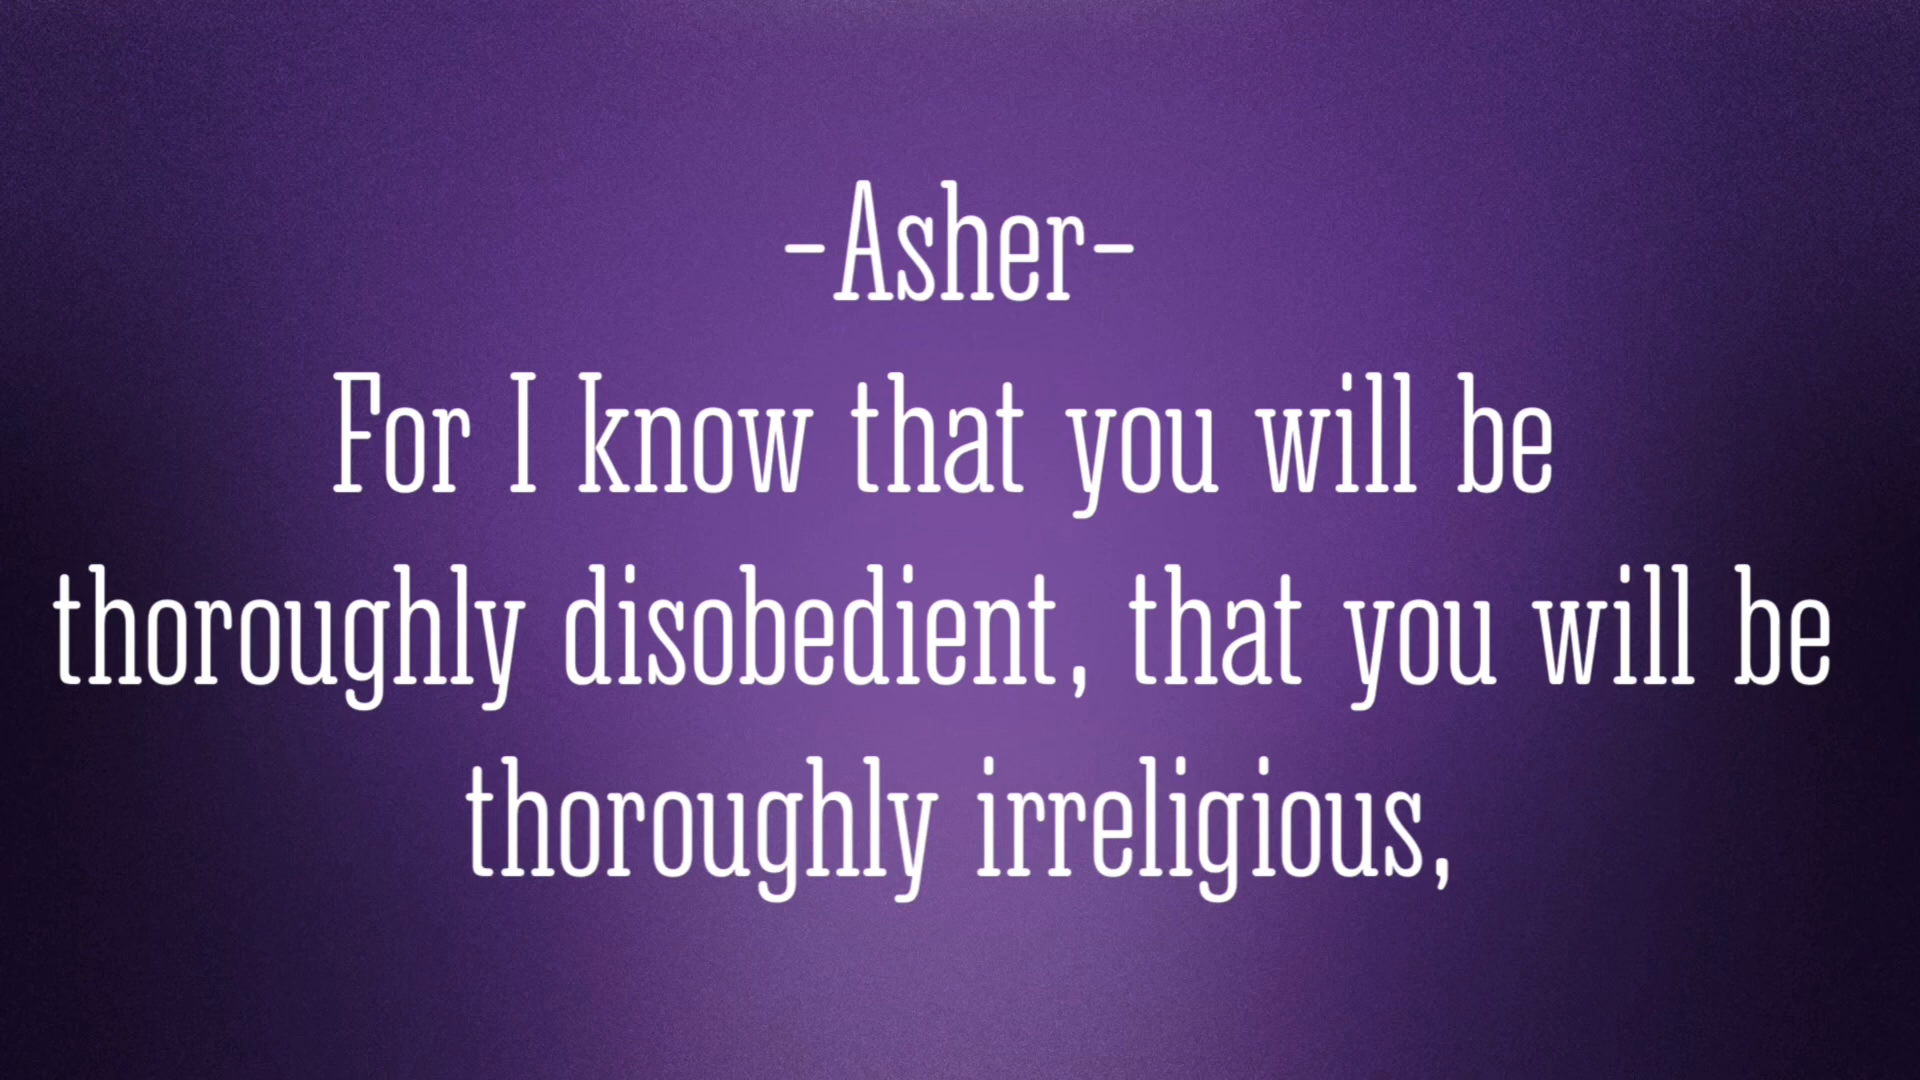 -Asher-
For I know that you will be
thoroughly disobedient, that you will be
thoroughly irreligious,